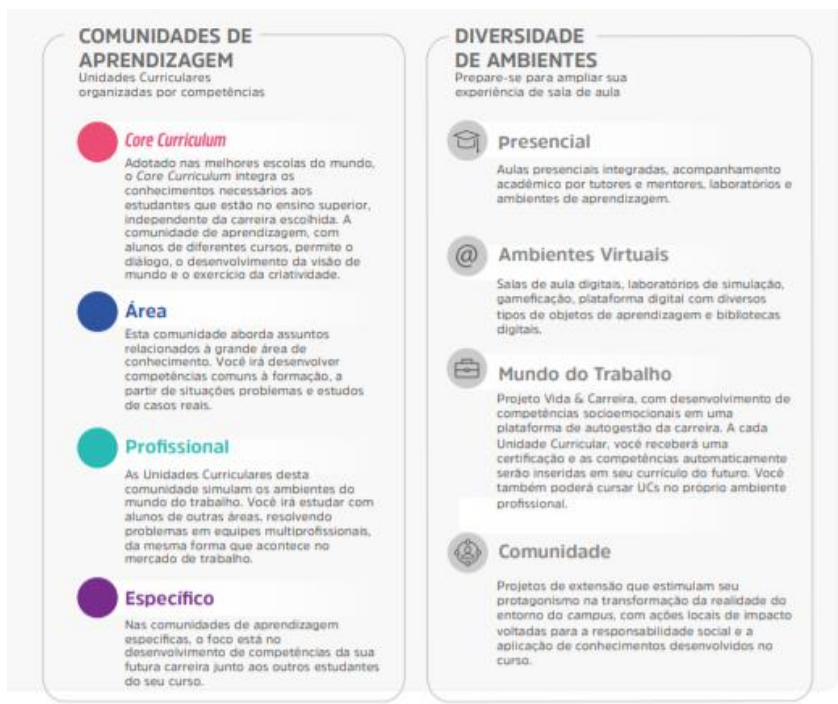 COMUNIDADES DE
APRENDIZAGEM
Unidades Curriculares
organizadas por competências
Core Curriculum
Adotado nas melhores escolas do mundo,
o Core Curriculum integra os
conhecimentos necessários aos
estudantes que estão no ensino superior,
independente da carreira escolhida. A
comunidade de aprendizagem, com
alunos de diferentes cursos, permite o
diálogo, o desenvolvimento da visão de
mundo e o exercício da criatividade.
Área
Esta comunidade aborda assuntos
relacionados à grande área de
conhecimento. Você irá desenvolver
competências comuns à formação, a
partir de situações problemas e estudos
de casos reais.
Profissional
As Unidades Curriculares desta
comunidade simulam os ambientes do
mundo do trabalho. Você irá estudar com
alunos de outras áreas, resolvendo
problemas em equipes multiprofissionais,
da mesma forma que acontece no
mercado de trabalho.
Específico
Nas comunidades de aprendizagem
específicas, o foco está no
desenvolvimento de competências da sua
futura carreira junto aos outros estudantes
do seu curso.
DIVERSIDADE
DE AMBIENTES
Prepare-se para ampliar sua
experiência de sala de aula
Presencial
Aulas presenciais integradas, acompanhamento
acadêmico por tutores e mentores, laboratórios e
ambientes de aprendizagem.
@ Ambientes Virtuais
Salas de aula digitais, laboratórios de simulação,
gameficação, plataforma digital com diversos
tipos de objetos de aprendizagem e bibliotecas
digitais.
Mundo do Trabalho
Projeto Vida & Carreira, com desenvolvimento de
competências socioemocionais em uma
plataforma de autogestão da carreira. A cada
Unidade Curricular, você receberá uma
certificação e as competências automaticamente
serão inseridas em seu currículo do futuro. Você
também poderá cursar UCs no próprio ambiente
profissional.
Comunidade
Projetos de extensão que estimulam seu
protagonismo na transformação da realidade do
entorno do campus, com ações locais de impacto
voltadas para a responsabilidade social e a
aplicação de conhecimentos desenvolvidos no
curso.